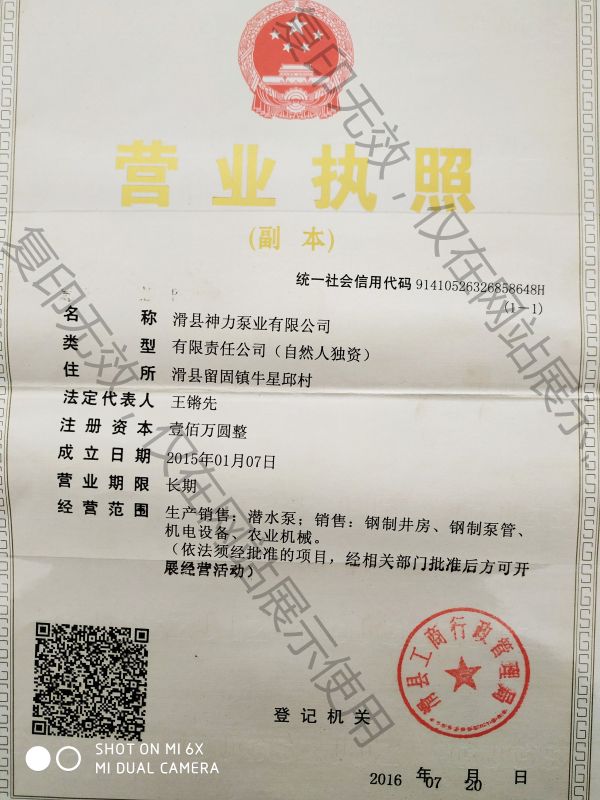 营业执照
(副 本)
统一社会信用代码 91410526326858648H
(1-1)
名 称 滑县神力泵业有限公司
类 型 有限责任公司（自然人独资）
住 所 滑县留固镇牛星邱村
法定代表人 王锵先
注册资本 壹佰万圆整
成立日期 2015年01月07日
营业期限 长期
经营范围 生产销售：潜水泵；销售：钢制井房、钢制泵管、
机电设备、农业机械。
（依法须经批准的项目，经相关部门批准后方可开
展经营活动）
滑县工商行政管理局
登记机关
2016 年 07 月 20 日
SHOT ON MI 6X
MI DUAL CAMERA
复印无效，仅在网站展示
复印无效，仅在网站展示使用